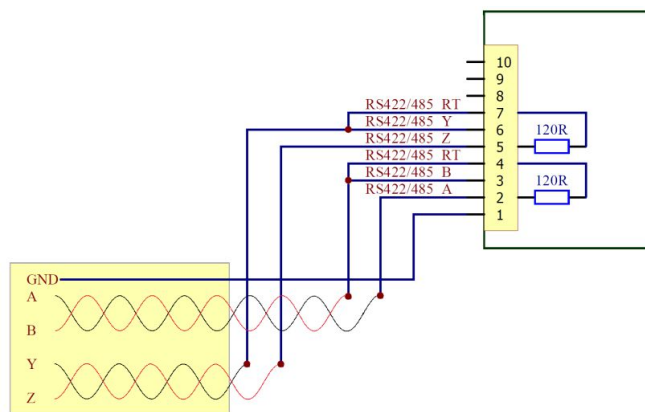 10
9
8
RS422/485 RT 7
RS422/485 Y 6 120R
RS422/485 Z 5
RS422/485 RT 4
RS422/485 B 3 120R
RS422/485 A 2
1
GND
A
B
Y
Z